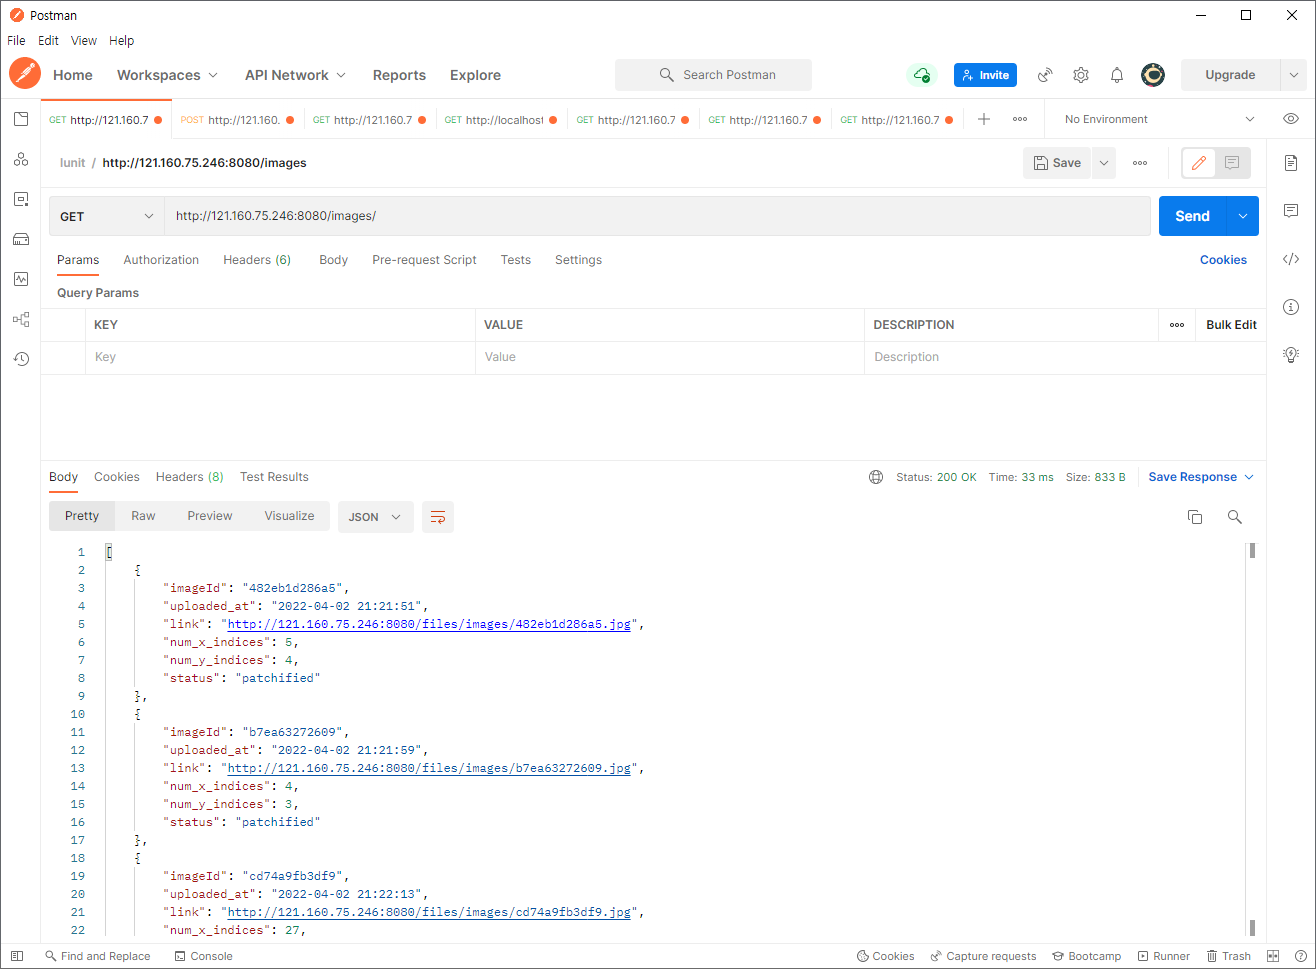 Postman
File Edit View Help
Home Workspaces API Network Reports Explore Search Postman Invite Upgrade
GET http://121.160.7 POST http://121.160. GET http://121.160.7 GET http://localhost GET http://121.160.7 GET http://121.160.7 GET http://121.160.7 No Environment
lunit / http://121.160.75.246:8080/images Save
GET http://121.160.75.246:8080/images/ Send
Params Authorization Headers (6) Body Pre-request Script Tests Settings Cookies
Query Params
KEY VALUE DESCRIPTION Bulk Edit
Key Value Description
Body Cookies Headers (8) Test Results Status: 200 OK Time: 33 ms Size: 833 B Save Response
Pretty Raw Preview Visualize JSON
1 [
2 {
3 "imageId": "482eb1d286a5",
4 "uploaded_at": "2022-04-02 21:21:51",
5 "link": "http://121.160.75.246:8080/files/images/482eb1d286a5.jpg",
6 "num_x_indices": 5,
7 "num_y_indices": 4,
8 "status": "patchified"
9 },
10 {
11 "imageId": "b7ea63272609",
12 "uploaded_at": "2022-04-02 21:21:59",
13 "link": "http://121.160.75.246:8080/files/images/b7ea63272609.jpg",
14 "num_x_indices": 4,
15 "num_y_indices": 3,
16 "status": "patchified"
17 },
18 {
19 "imageId": "cd74a9fb3df9",
20 "uploaded_at": "2022-04-02 21:22:13",
21 "link": "http://121.160.75.246:8080/files/images/cd74a9fb3df9.jpg",
22 "num_x_indices": 27,
Find and Replace Console Cookies Capture requests Bootcamp Runner Trash